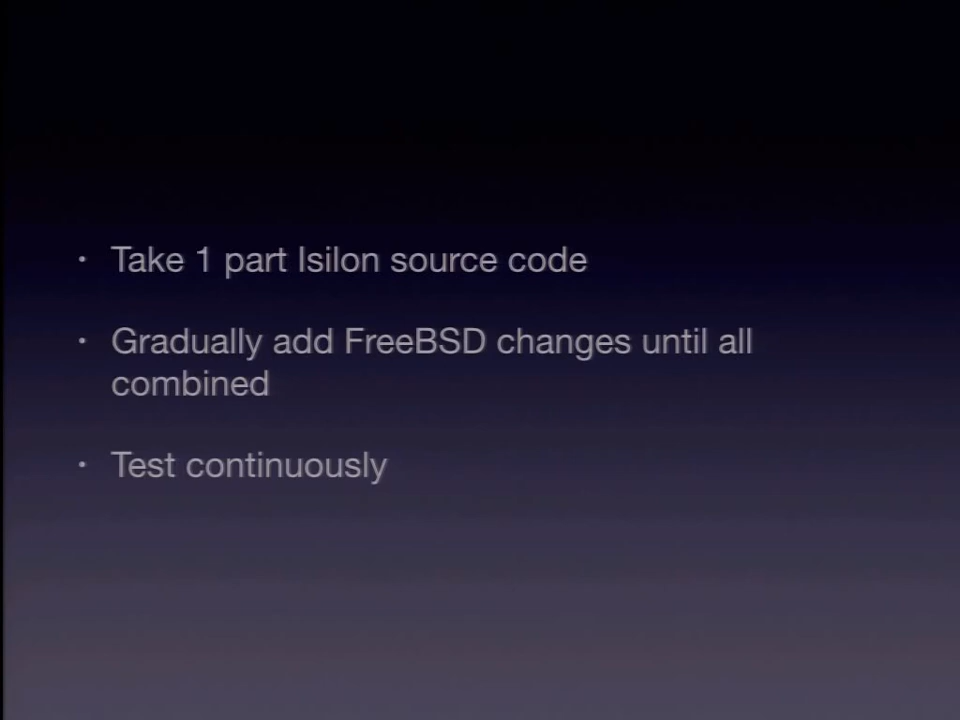 • Take 1 part Isilon source code
• Gradually add FreeBSD changes until all
combined
• Test continuously